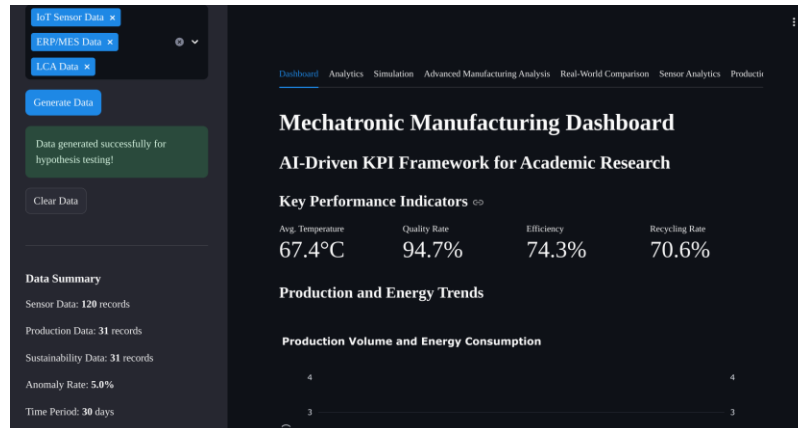 IoT Sensor Data ×
ERP/MES Data ×
LCA Data ×
Generate Data
Data generated successfully for
hypothesis testing!
Clear Data
Data Summary
Sensor Data: 120 records
Production Data: 31 records
Sustainability Data: 31 records
Anomaly Rate: 5.0%
Time Period: 30 days
Dashboard Analytics Simulation Advanced Manufacturing Analysis Real-World Comparison Sensor Analytics
Mechatronic Manufacturing Dashboard
AI-Driven KPI Framework for Academic Research
Key Performance Indicators
Avg. Temperature Quality Rate Efficiency Recycling Rate
67.4°C 94.7% 74.3% 70.6%
Production and Energy Trends
Production Volume and Energy Consumption
4 4
3 3